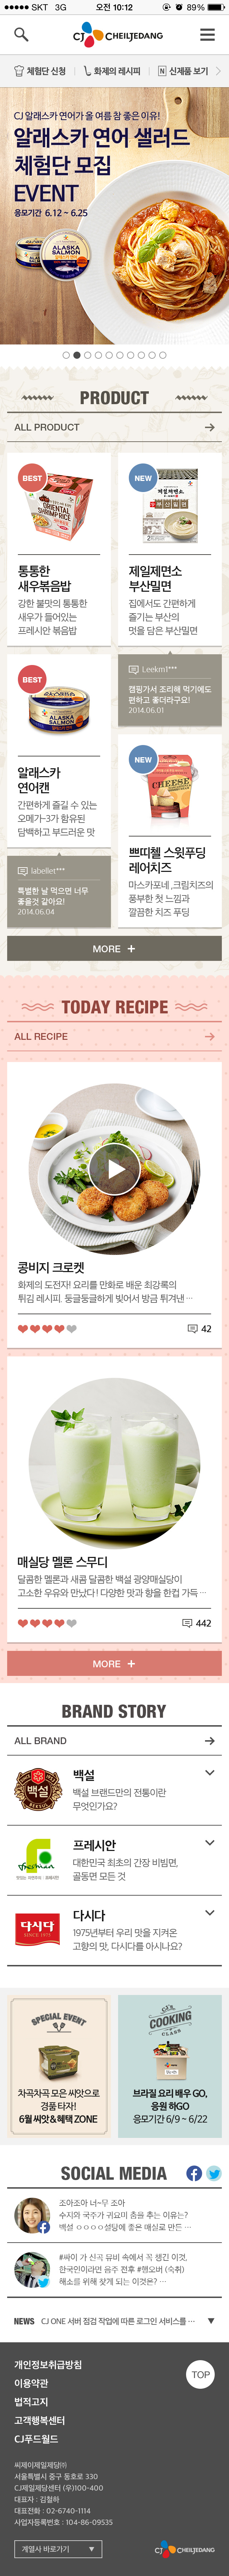 SKT 3G 오전 10:12 89%
CJ CHEILJEDANG
체험단 신청 화제의 레시피 N 신제품 보기
CJ 알래스카 연어가 올 여름 참 좋은 이유!
알래스카 연어 샐러드
체험단 모집
EVENT
응모기간 6.12 ~ 6.25
ALASKA
SALMON
PRODUCT
ALL PRODUCT
BEST
ORIENTAL
SHRIMP RICE
통통한
새우볶음밥
강한 불맛의 통통한
새우가 들어있는
프레시안 볶음밥
NEW
제일제면소
제일제면소
부산밀면
집에서도 간편하게
즐기는 부산의
멋을 담은 부산밀면
Leekm1***
캠핑가서 조리해 먹기에도
편하고 좋더라구요!
2014.06.01
BEST
ALASKA
SALMON
알래스카
연어캔
간편하게 즐길 수 있는
오메가-3가 함유된
담백하고 부드러운 맛
labellet***
특별한 날 먹으면 너무
좋을것 같아요!
2014.06.04
NEW
CHEESE
쁘띠첼 스윗푸딩
레어치즈
마스카포네 ,크림치즈의
풍부한 첫 느낌과
깔끔한 치즈 푸딩
MORE +
TODAY RECIPE
ALL RECIPE
콩비지 크로켓
화제의 도전자! 요리를 만화로 배운 최강록의
튀김 레시피. 둥글둥글하게 빚어서 방금 튀겨낸 ···
42
매실당 멜론 스무디
달콤한 멜론과 새콤 달콤한 백설 광양매실당이
고소한 우유와 만났다! 다양한 맛과 향을 한컵 가득 ···
442
MORE +
BRAND STORY
ALL BRAND
백설
백설
백설 브랜드만의 전통이란
무엇인가요?
freshian
프레시안
대한민국 최초의 간장 비빔면,
골동면 모든 것
다시다
다시다
1975년부터 우리 맛을 지켜온
고향의 맛, 다시다를 아시나요?
SPECIAL EVENT
차곡차곡 모은 씨앗으로
경품 타자!
6월 씨앗&혜택 ZONE
CJ's
COOKING
CLASS
브라질 요리 배우 GO,
응원 하GO
응모기간 6/9 ~ 6/22
SOCIAL MEDIA
조아조아 너~무 조아
수지와 국주가 귀요미 춤을 추는 이유는?
백설 ㅇㅇㅇㅇ설탕에 좋은 매실로 만든 ···
#싸이 가 신곡 뮤비 속에서 꼭 챙긴 이것,
한국인이라면 음주 전후 #행오버 (숙취)
해소를 위해 찾게 되는 이것은? ···
NEWS CJ ONE 서버 점검 작업에 따른 로그인 서비스를 ··· ▼
개인정보취급방침
TOP
이용약관
법적고지
고객행복센터
CJ푸드월드
씨제이제일제당㈜
서울특별시 중구 동호로 330
CJ제일제당센터 (우)100-400
대표자 : 김철하
대표전화 : 02-6740-1114
사업자등록번호 : 104-86-09535
계열사 바로가기 ▼
CJ CHEILJEDANG